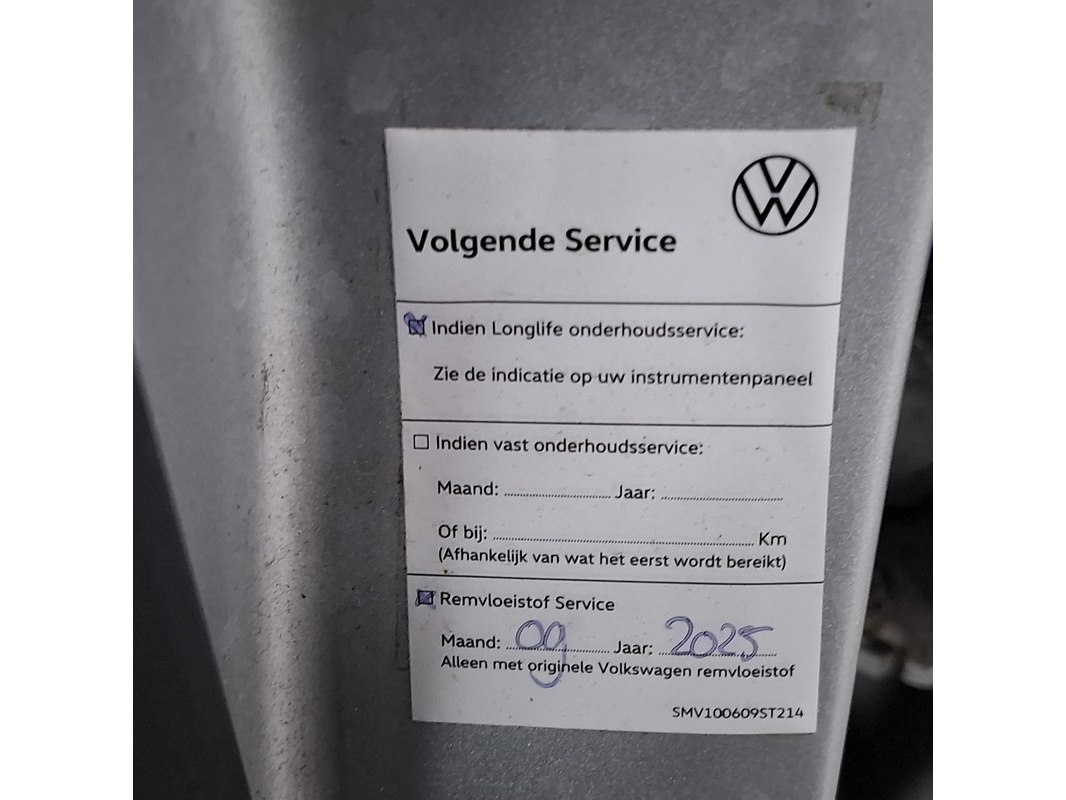 Volgende Service
Indien Longlife onderhoudsservice:
Zie de indicatie op uw instrumentenpaneel
Indien vast onderhoudsservice:
Maand: Jaar:
Of bij: Km
(Afhankelijk van wat het eerst wordt bereikt)
Remvloeistof Service
Maand: 09 Jaar: 2025
Alleen met originele Volkswagen remvloeistof
SMV100609ST214